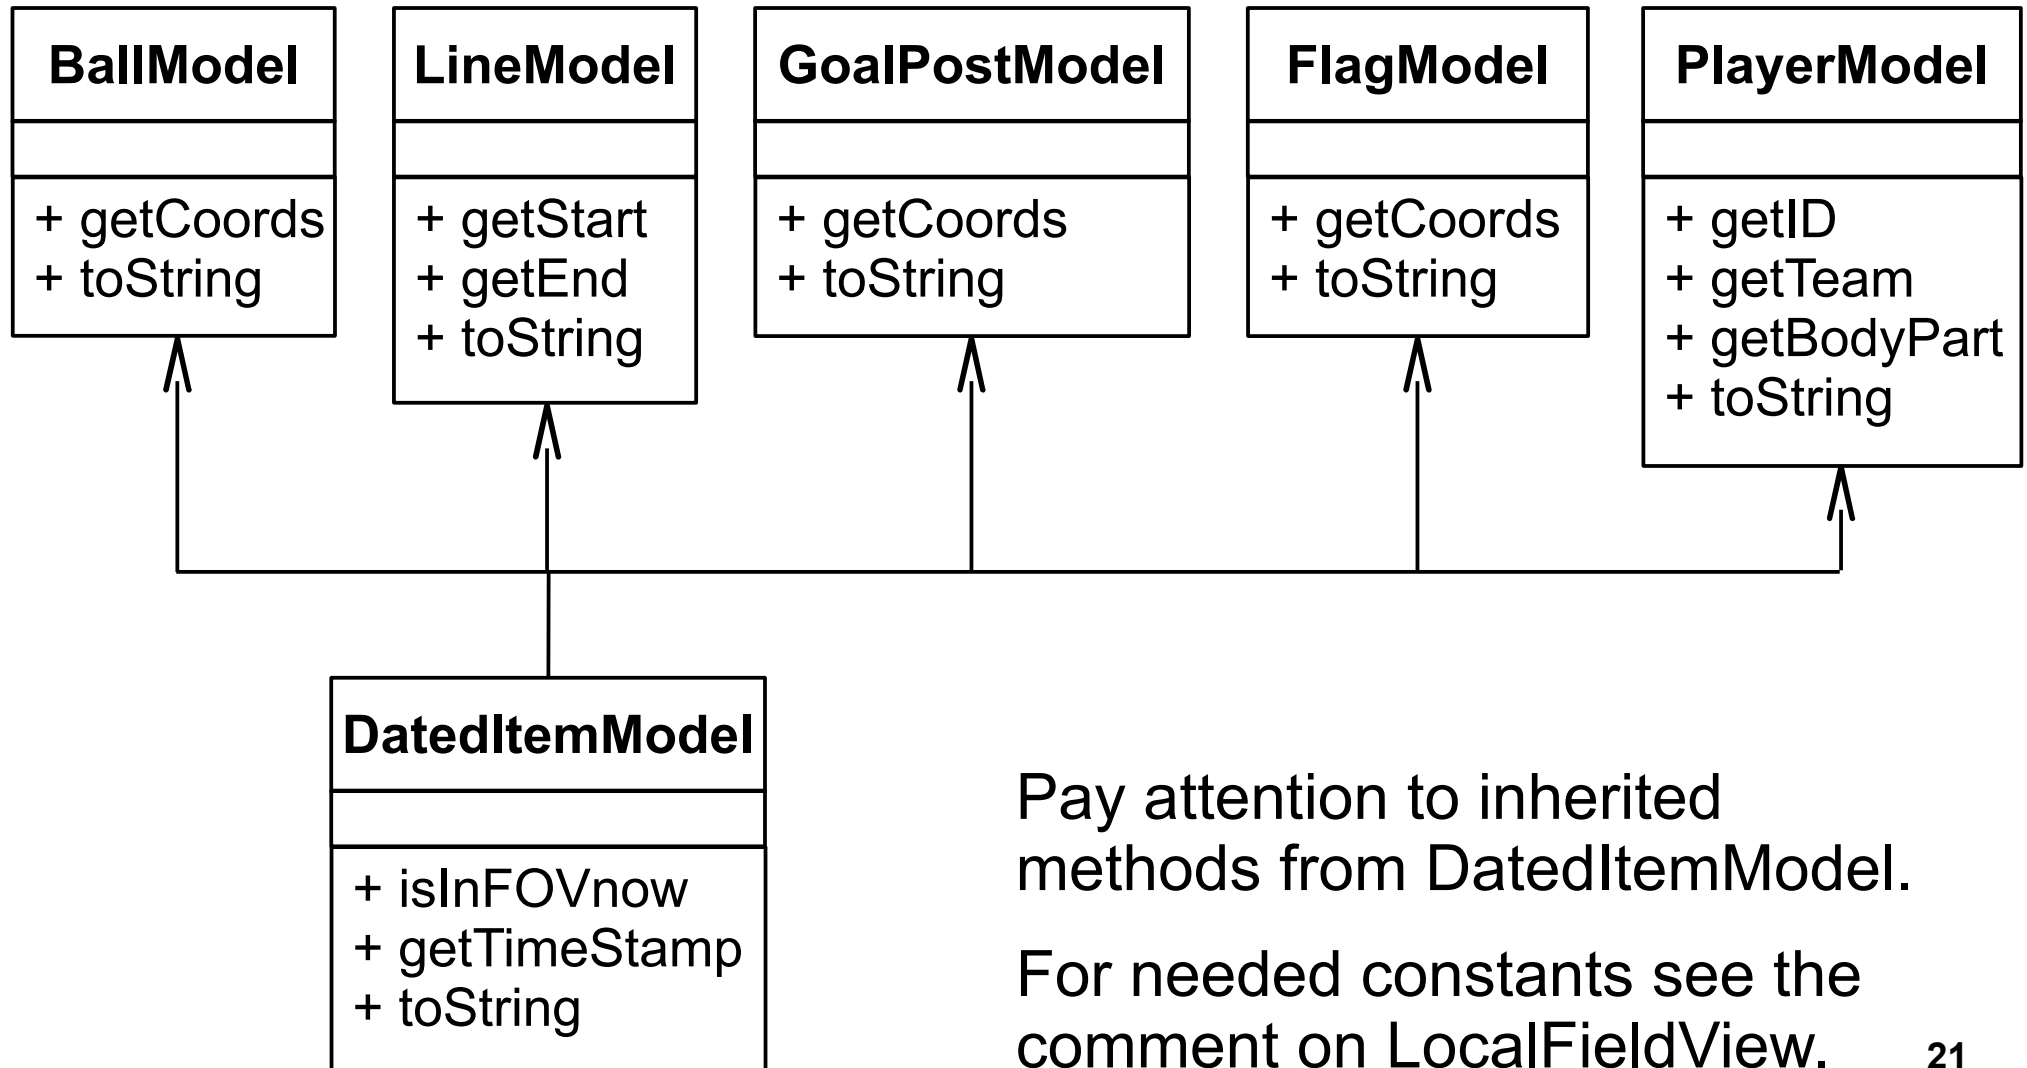 BallModel
+ getCoords
+ toString
LineModel
+ getStart
+ getEnd
+ toString
GoalPostModel
+ getCoords
+ toString
FlagModel
+ getCoords
+ toString
PlayerModel
+ getID
+ getTeam
+ getBodyPart
+ toString
DatedItemModel
+ isInFOVnow
+ getTimeStamp
+ toString
Pay attention to inherited
methods from DatedItemModel.
For needed constants see the
comment on LocalFieldView.
21